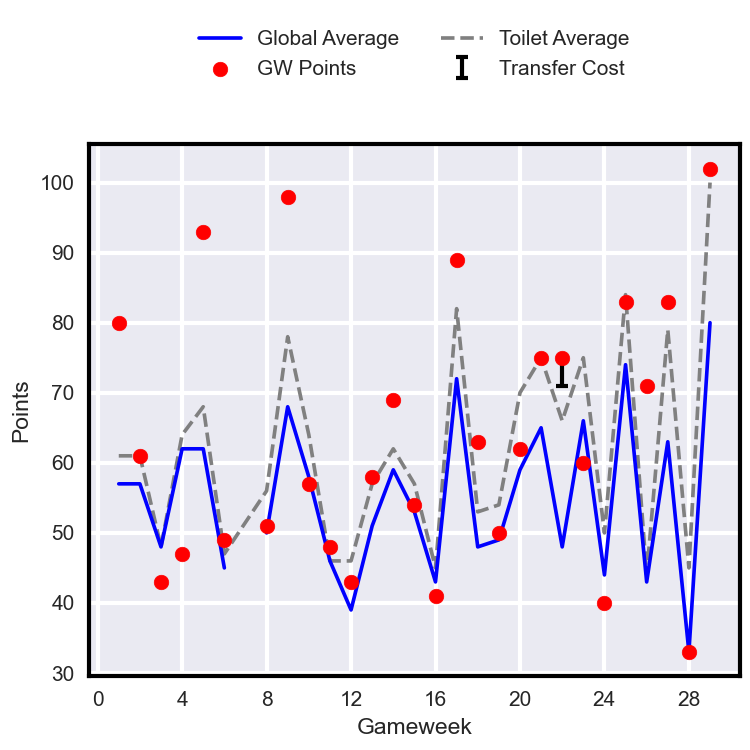 Global Average
GW Points
Toilet Average
Transfer Cost
100
90
80
70
60
50
40
30
Points
0 4 8 12 16 20 24 28
Gameweek